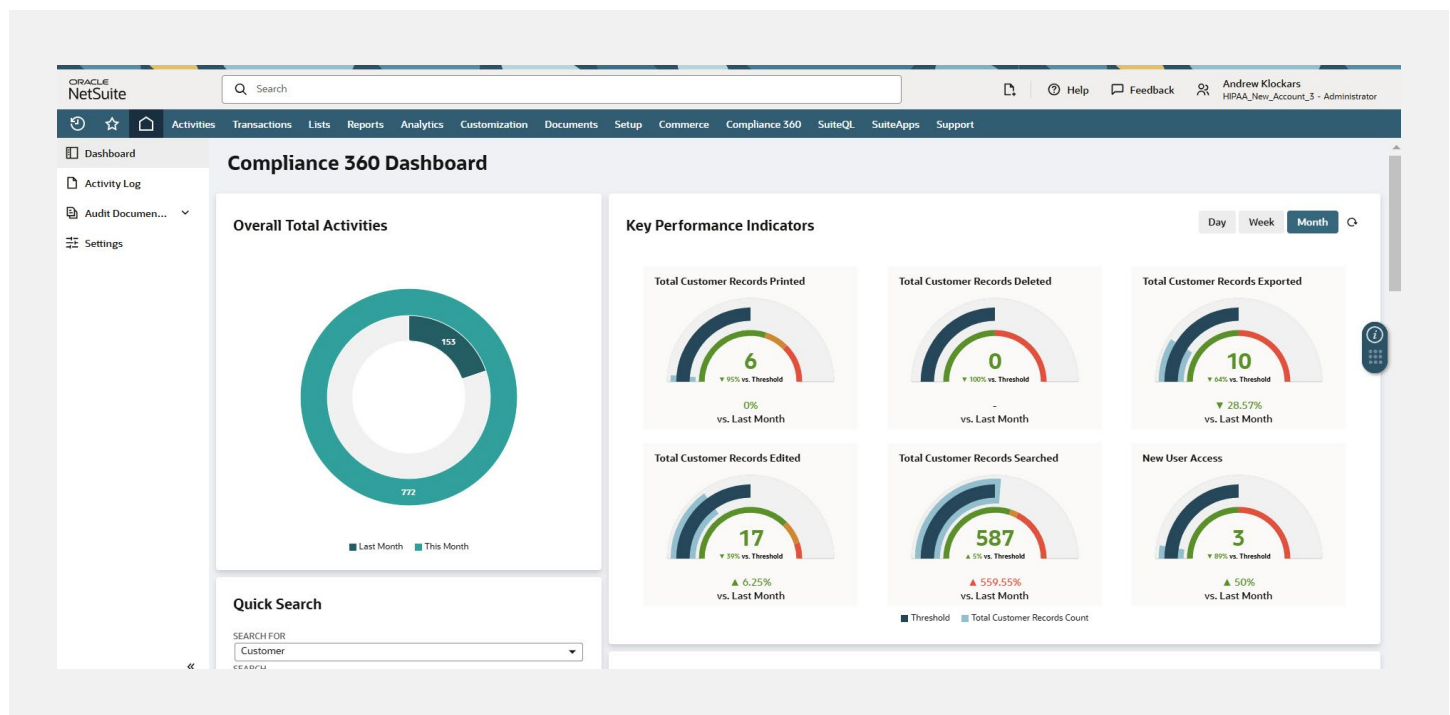 ORACLE
NetSuite
Search
Help
Feedback
Andrew Klockars
HIPAA_New_Account_3 - Administrator
Activities Transactions Lists Reports Analytics Customization Documents Setup Commerce Compliance 360 SuiteQL SuiteApps Support
Dashboard
Activity Log
Audit Documen...
Settings
Compliance 360 Dashboard
Overall Total Activities
153
772
Last Month This Month
Quick Search
SEARCH FOR
Customer
SEARCH
Key Performance Indicators
Day Week Month
Total Customer Records Printed
6
▼ 95% vs. Threshold
0%
vs. Last Month
Total Customer Records Deleted
0
▼ 100% vs. Threshold
-
vs. Last Month
Total Customer Records Exported
10
▼ 64% vs. Threshold
▼ 28.57%
vs. Last Month
Total Customer Records Edited
17
▼ 39% vs. Threshold
▲ 6.25%
vs. Last Month
Total Customer Records Searched
587
▲ 5% vs. Threshold
▲ 559.55%
vs. Last Month
New User Access
3
▼ 89% vs. Threshold
▲ 50%
vs. Last Month
Threshold Total Customer Records Count